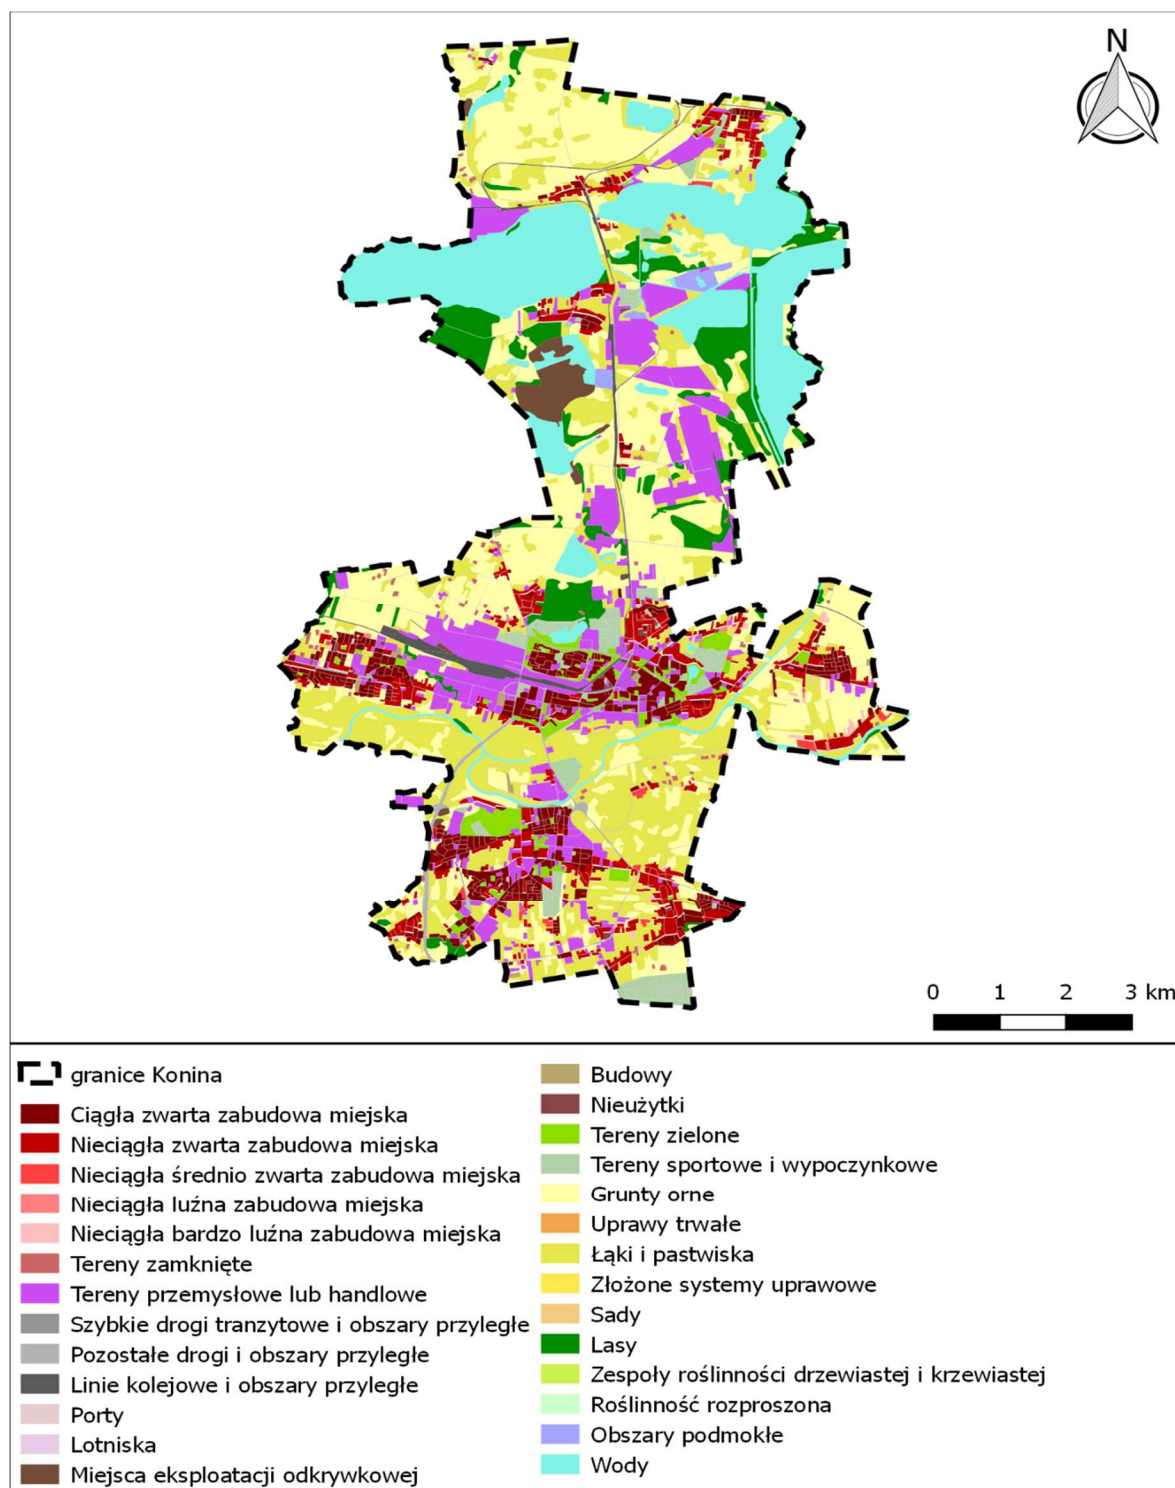 N
0 1 2 3 km
granice Konina
Ciągła zwarta zabudowa miejska
Nieciągła zwarta zabudowa miejska
Nieciągła średnio zwarta zabudowa miejska
Nieciągła luźna zabudowa miejska
Nieciągła bardzo luźna zabudowa miejska
Tereny zamknięte
Tereny przemysłowe lub handlowe
Szybkie drogi tranzytowe i obszary przyległe
Pozostałe drogi i obszary przyległe
Linie kolejowe i obszary przyległe
Porty
Lotniska
Miejsca eksploatacji odkrywkowej
Budowy
Nieużytki
Tereny zielone
Tereny sportowe i wypoczynkowe
Grunty orne
Uprawy trwałe
Łąki i pastwiska
Złożone systemy uprawowe
Sady
Lasy
Zespoły roślinności drzewiastej i krzewiastej
Roślinność rozproszona
Obszary podmokłe
Wody